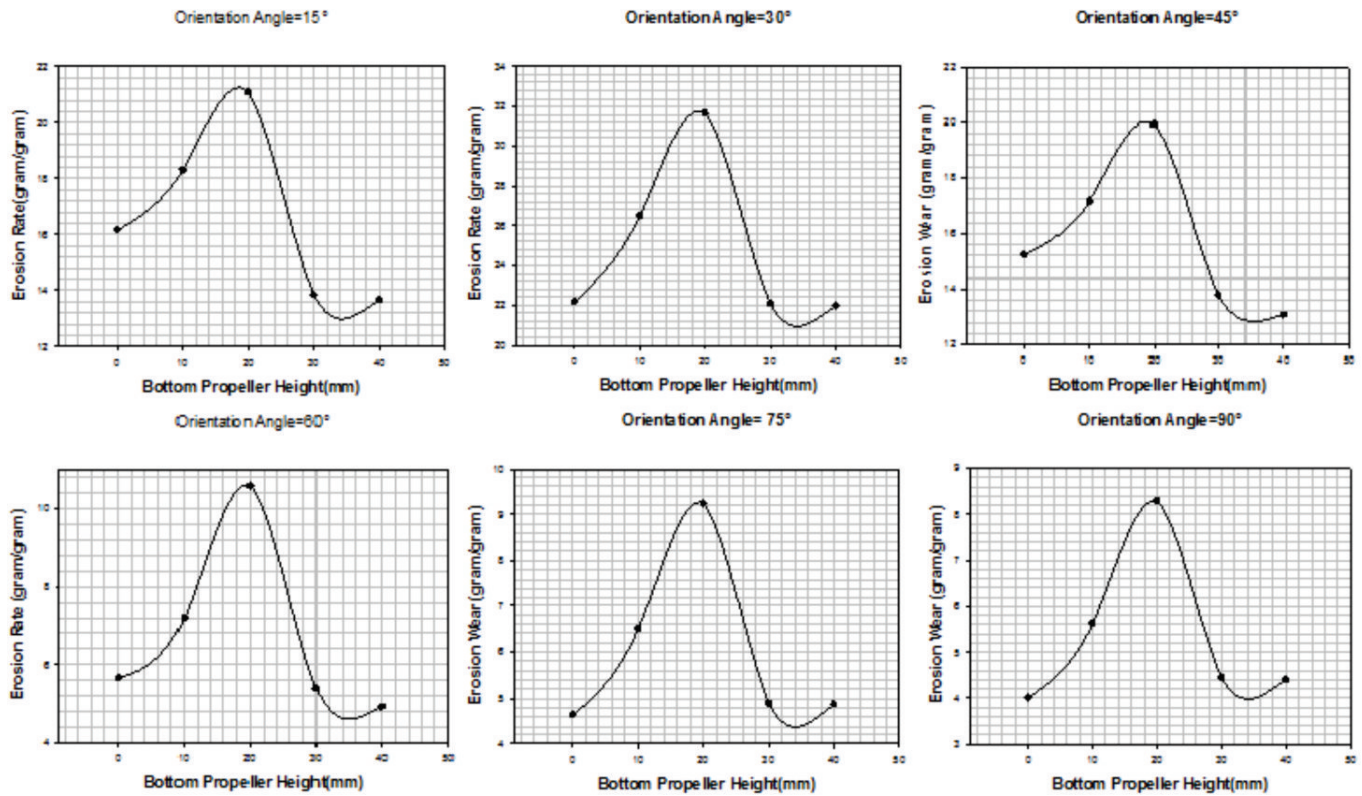 Orientation Angle=15°
Erosion Rate(gram/gram)
22
20
18
16
14
12
0 10 20 30 40 50
Bottom Propeller Height(mm)
Orientation Angle=30°
Erosion Rate (gram/gram)
34
32
30
28
26
24
22
20
0 10 20 30 40 50
Bottom Propeller Height(mm)
Orientation Angle=45°
Erosion Wear (gram/gram)
22
20
18
16
14
12
0 10 20 30 40 50
Bottom Propeller Height(mm)
Orientation Angle=60°
Erosion Rate (gram/gram)
10
8
6
4
0 10 20 30 40 50
Bottom Propeller Height(mm)
Orientation Angle= 75°
Erosion Wear (gram/gram)
10
9
8
7
6
5
4
0 10 20 30 40 50
Bottom Propeller Height(mm)
Orientation Angle=90°
Erosion Wear (gram/gram)
9
8
7
6
5
4
3
0 10 20 30 40 50
Bottom Propeller Height(mm)